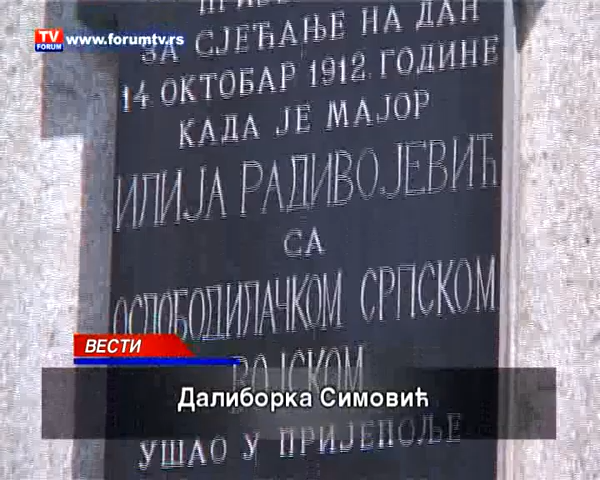 TV FORUM www.forumtv.rs
ЗА СЈЕЋАЊЕ НА ДАН
14. ОКТОБАР 1912. ГОДИНЕ
КАДА ЈЕ МАЈОР
ИЛИЈА РАДИВОЈЕВИЋ
СА
ОСЛОБОДИЛАЧКОМ СРПСКОМ
ВОЈСКОМ
УШАО У ПРИЈЕПОЉЕ
ВЕСТИ
Далиборка Симовић